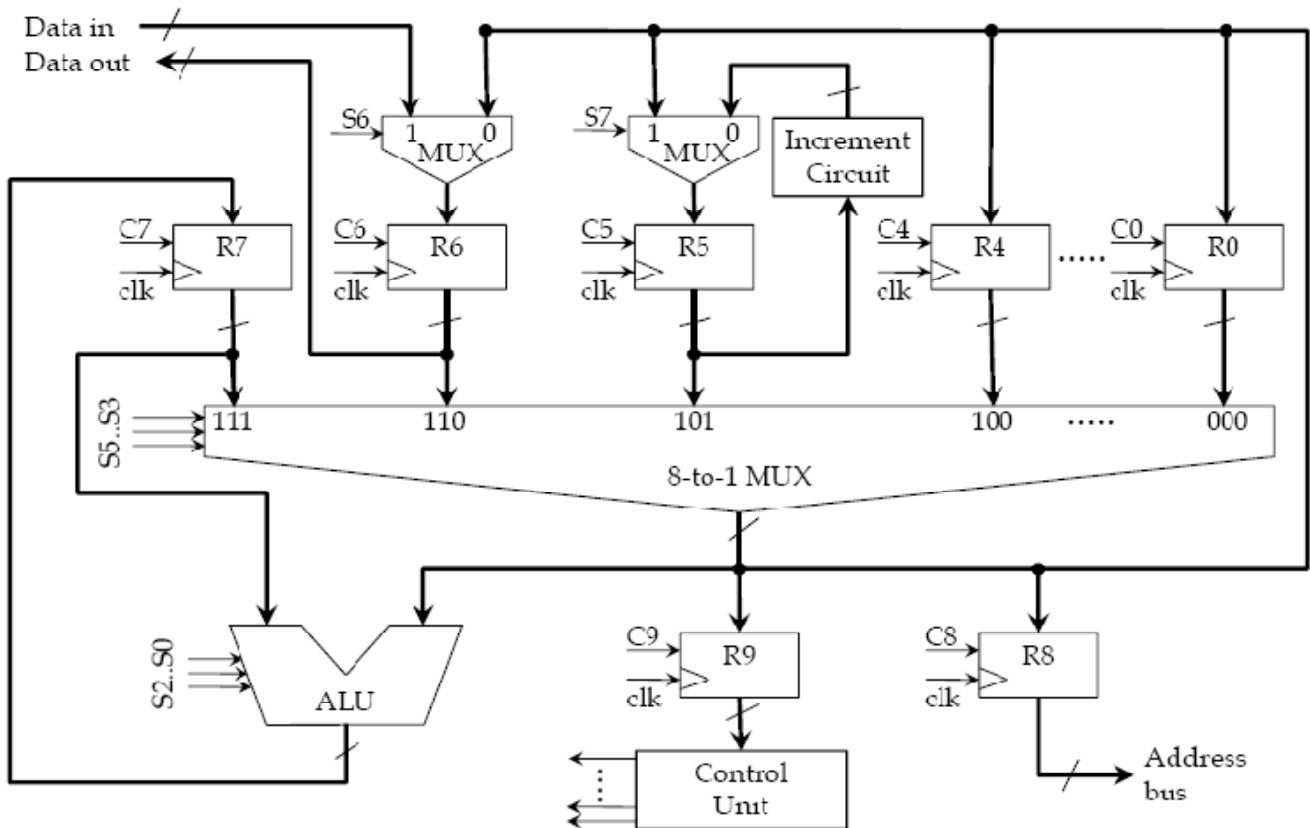 Data in
Data out
S6
1 0
MUX
S7
1 0
MUX
Increment
Circuit
C7
R7
clk
C6
R6
clk
C5
R5
clk
C4
R4
clk
.....
C0
R0
clk
S5..S3
111 110 101 100 ..... 000
8-to-1 MUX
S2..S0
ALU
C9
R9
clk
C8
R8
clk
Control
Unit
Address
bus